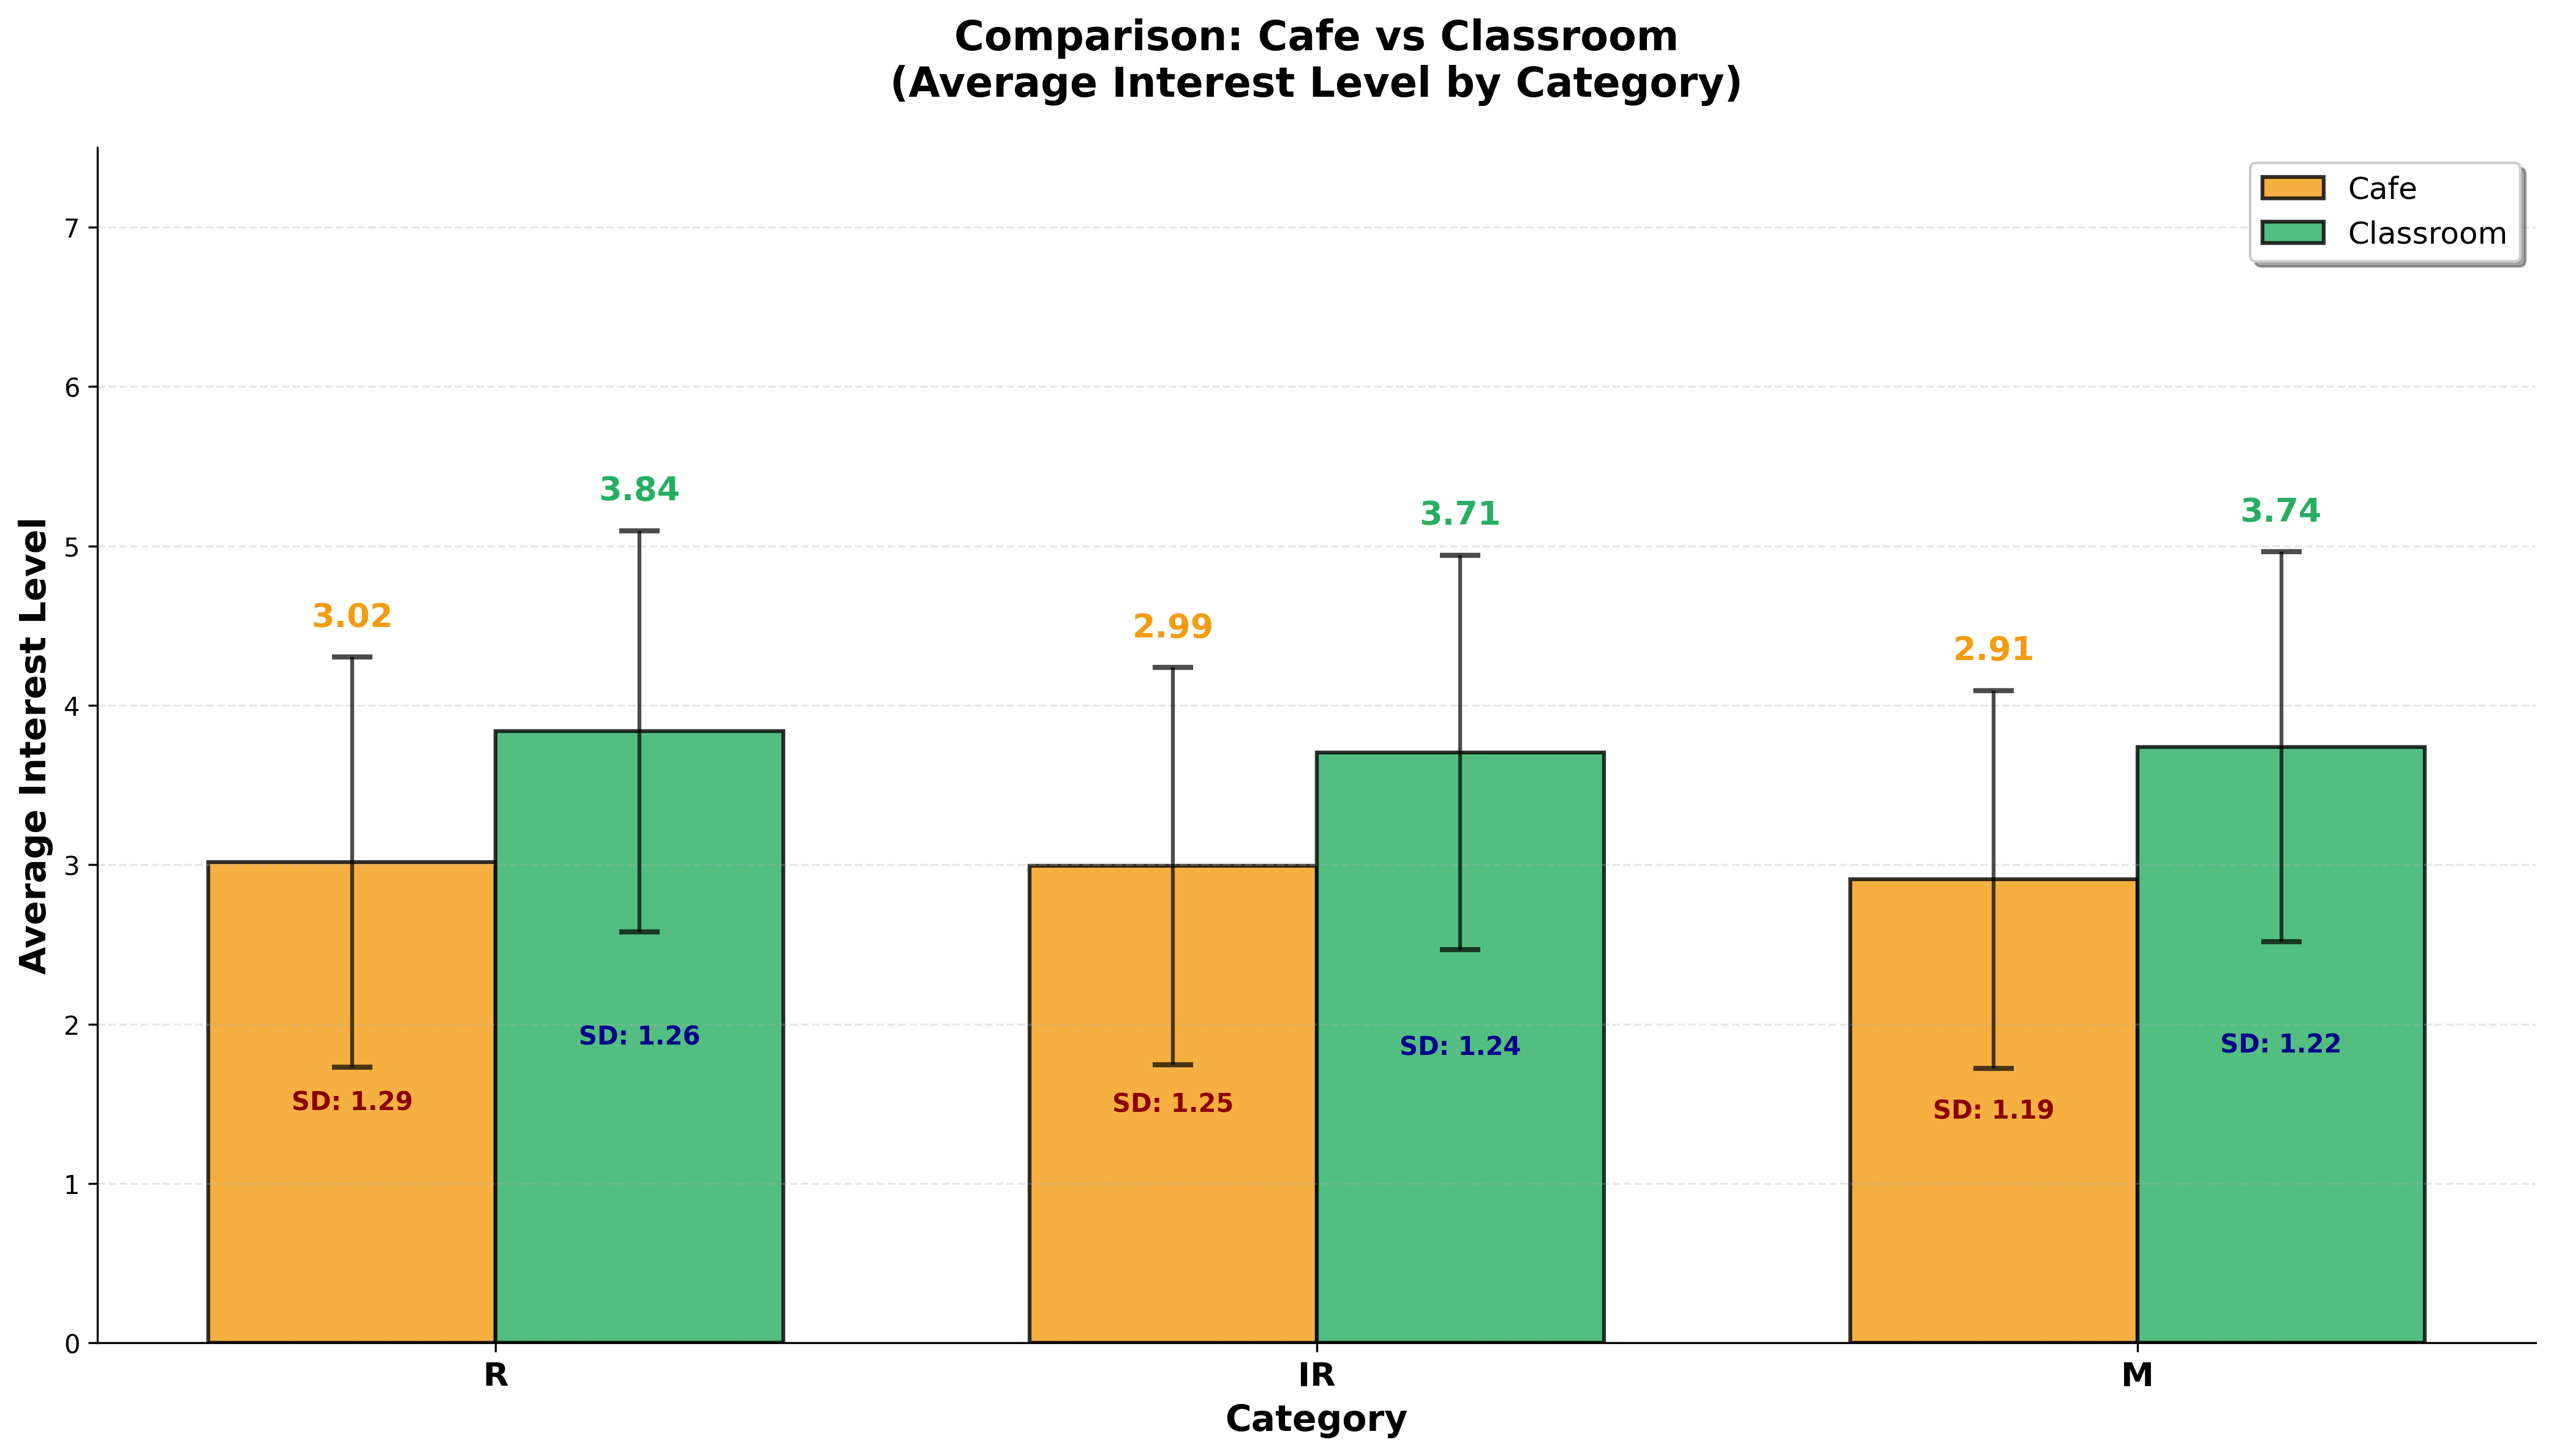 Comparison: Cafe vs Classroom
(Average Interest Level by Category)
Cafe
Classroom
Average Interest Level
7
6
5
4
3
2
1
0
3.02
3.84
2.99
3.71
2.91
3.74
SD: 1.29
SD: 1.26
SD: 1.25
SD: 1.24
SD: 1.19
SD: 1.22
R
IR
M
Category